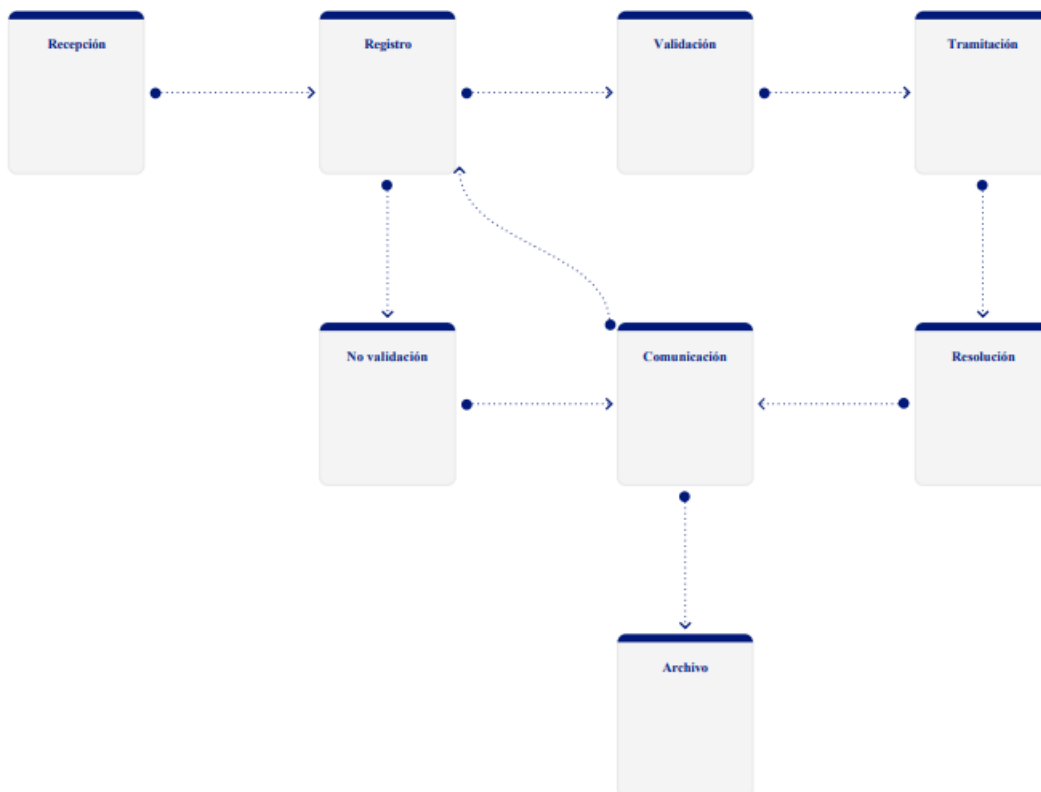 Recepción
Registro
Validación
Tramitación
No validación
Comunicación
Resolución
Archivo